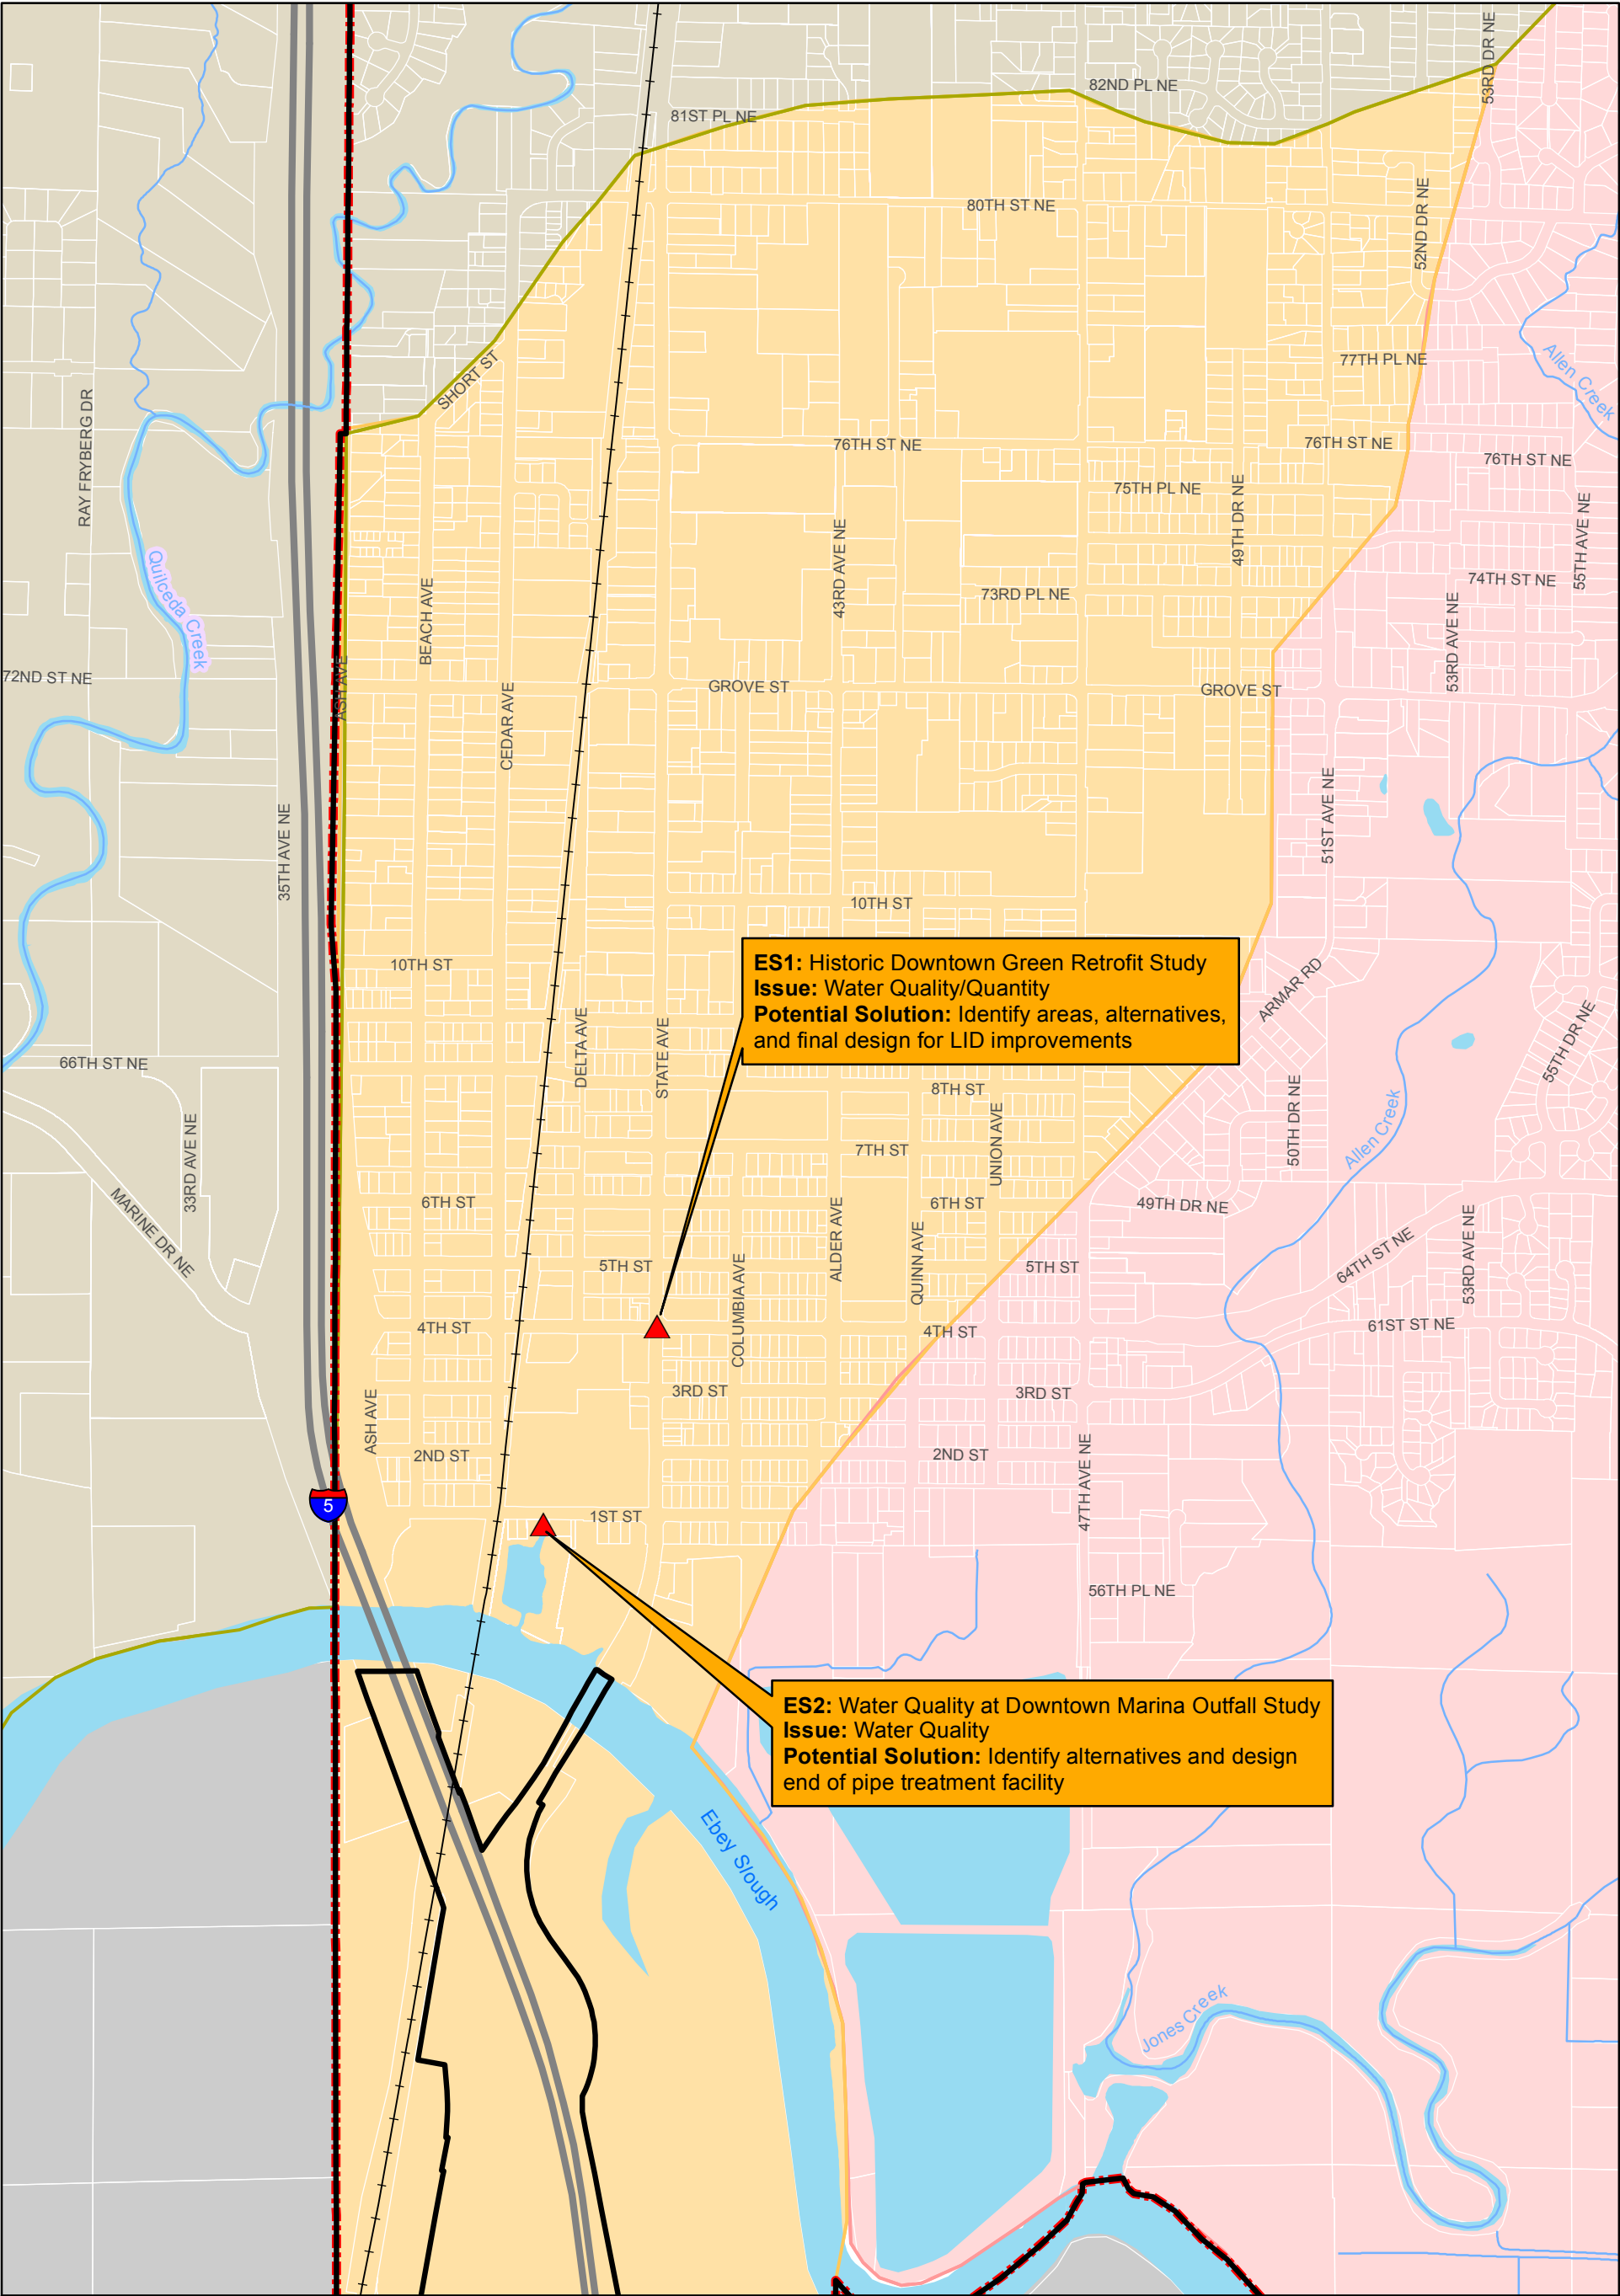 53RD DR NE
82ND PL NE
81ST PL NE
80TH ST NE
52ND DR NE
SHORT ST
77TH PL NE
Allen Creek
RAY FRYBERG DR
76TH ST NE
76TH ST NE
76TH ST NE
75TH PL NE
49TH DR NE
55TH AVE NE
43RD AVE NE
Quilceda Creek
BEACH AVE
73RD PL NE
74TH ST NE
53RD AVE NE
72ND ST NE
ASH AVE
CEDAR AVE
GROVE ST
GROVE ST
35TH AVE NE
51ST AVE NE
10TH ST
10TH ST
ES1: Historic Downtown Green Retrofit Study
Issue: Water Quality/Quantity
Potential Solution: Identify areas, alternatives,
and final design for LID improvements
ARMAR RD
DELTA AVE
STATE AVE
55TH DR NE
66TH ST NE
8TH ST
UNION AVE
50TH DR NE
Allen Creek
33RD AVE NE
7TH ST
MARINE DR NE
6TH ST
6TH ST
49TH DR NE
ALDER AVE
QUINN AVE
64TH ST NE
53RD AVE NE
5TH ST
5TH ST
COLUMBIA AVE
4TH ST
4TH ST
61ST ST NE
ASH AVE
3RD ST
3RD ST
2ND ST
2ND ST
47TH AVE NE
5
1ST ST
56TH PL NE
ES2: Water Quality at Downtown Marina Outfall Study
Issue: Water Quality
Potential Solution: Identify alternatives and design
end of pipe treatment facility
Ebey Slough
Jones Creek